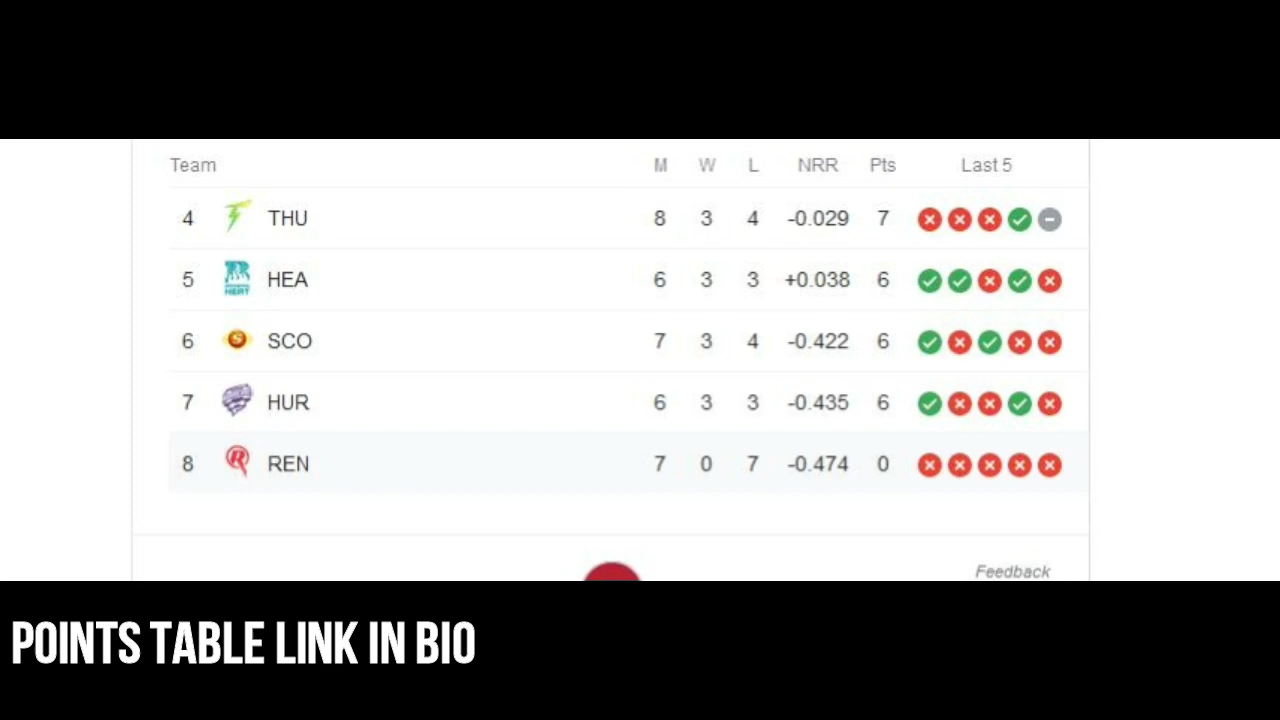 Team M W L NRR Pts Last 5
4 THU 8 3 4 -0.029 7
5 HEA 6 3 3 +0.038 6
6 SCO 7 3 4 -0.422 6
7 HUR 6 3 3 -0.435 6
8 REN 7 0 7 -0.474 0
Feedback
POINTS TABLE LINK IN BIO